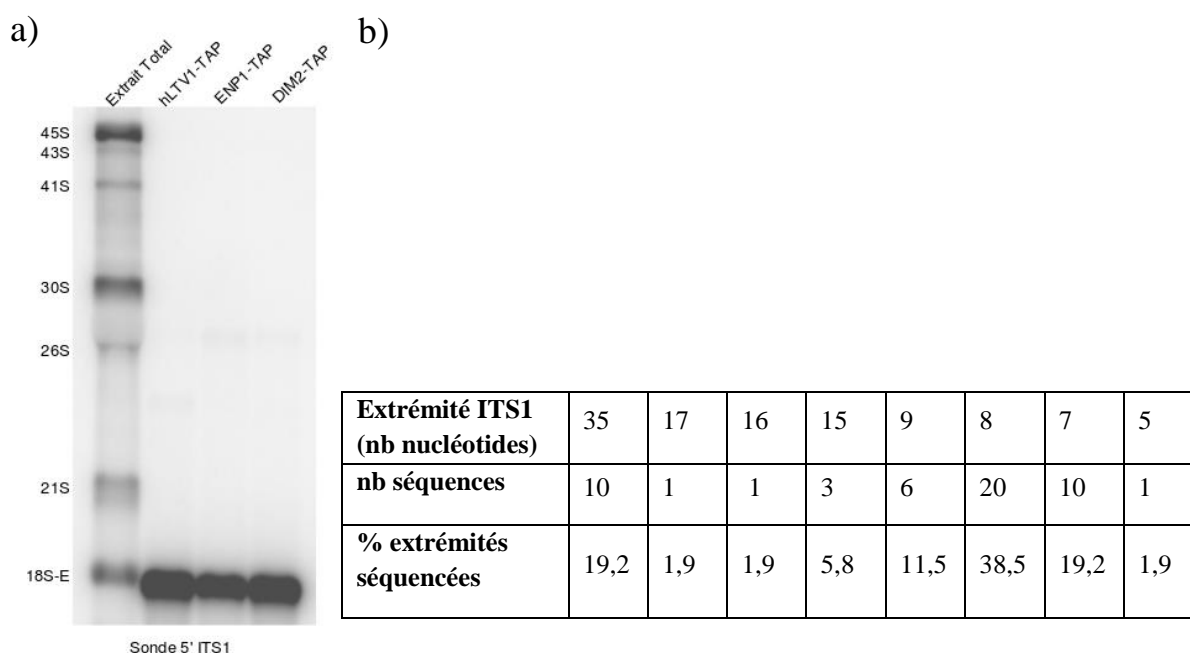 a)
b)
Extrait Total
hLTV1-TAP
ENP1-TAP
DIM2-TAP
45S
43S
41S
30S
26S
21S
18S-E
Sonde 5' ITS1
Extrémité ITS1 (nb nucléotides) 35 17 16 15 9 8 7 5
nb séquences 10 1 1 3 6 20 10 1
% extrémités séquencées 19,2 1,9 1,9 5,8 11,5 38,5 19,2 1,9